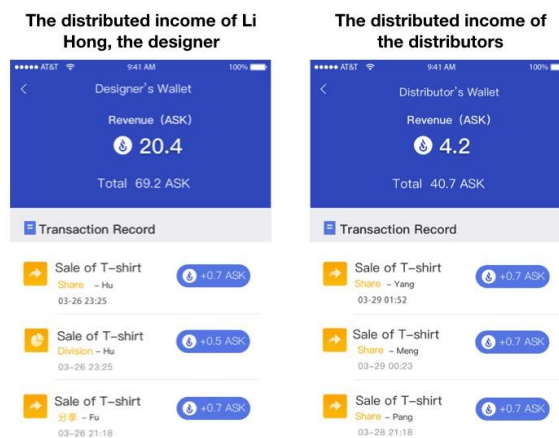 The distributed income of Li
Hong, the designer
AT&T 9:41 AM 100%
Designer's Wallet
Revenue (ASK)
20.4
Total 69.2 ASK
Transaction Record
Sale of T-shirt
Share - Hu
03-26 23:25
+0.7 ASK
Sale of T-shirt
Division - Hu
03-26 23:25
+0.5 ASK
Sale of T-shirt
分享 - Fu
03-26 21:18
+0.7 ASK
The distributed income of
the distributors
AT&T 9:41 AM 100%
Distributor's Wallet
Revenue (ASK)
4.2
Total 40.7 ASK
Transaction Record
Sale of T-shirt
Share - Yang
03-29 01:52
+0.7 ASK
Sale of T-shirt
Share - Meng
03-29 00:23
+0.7 ASK
Sale of T-shirt
Share - Pang
03-28 21:18
+0.7 ASK